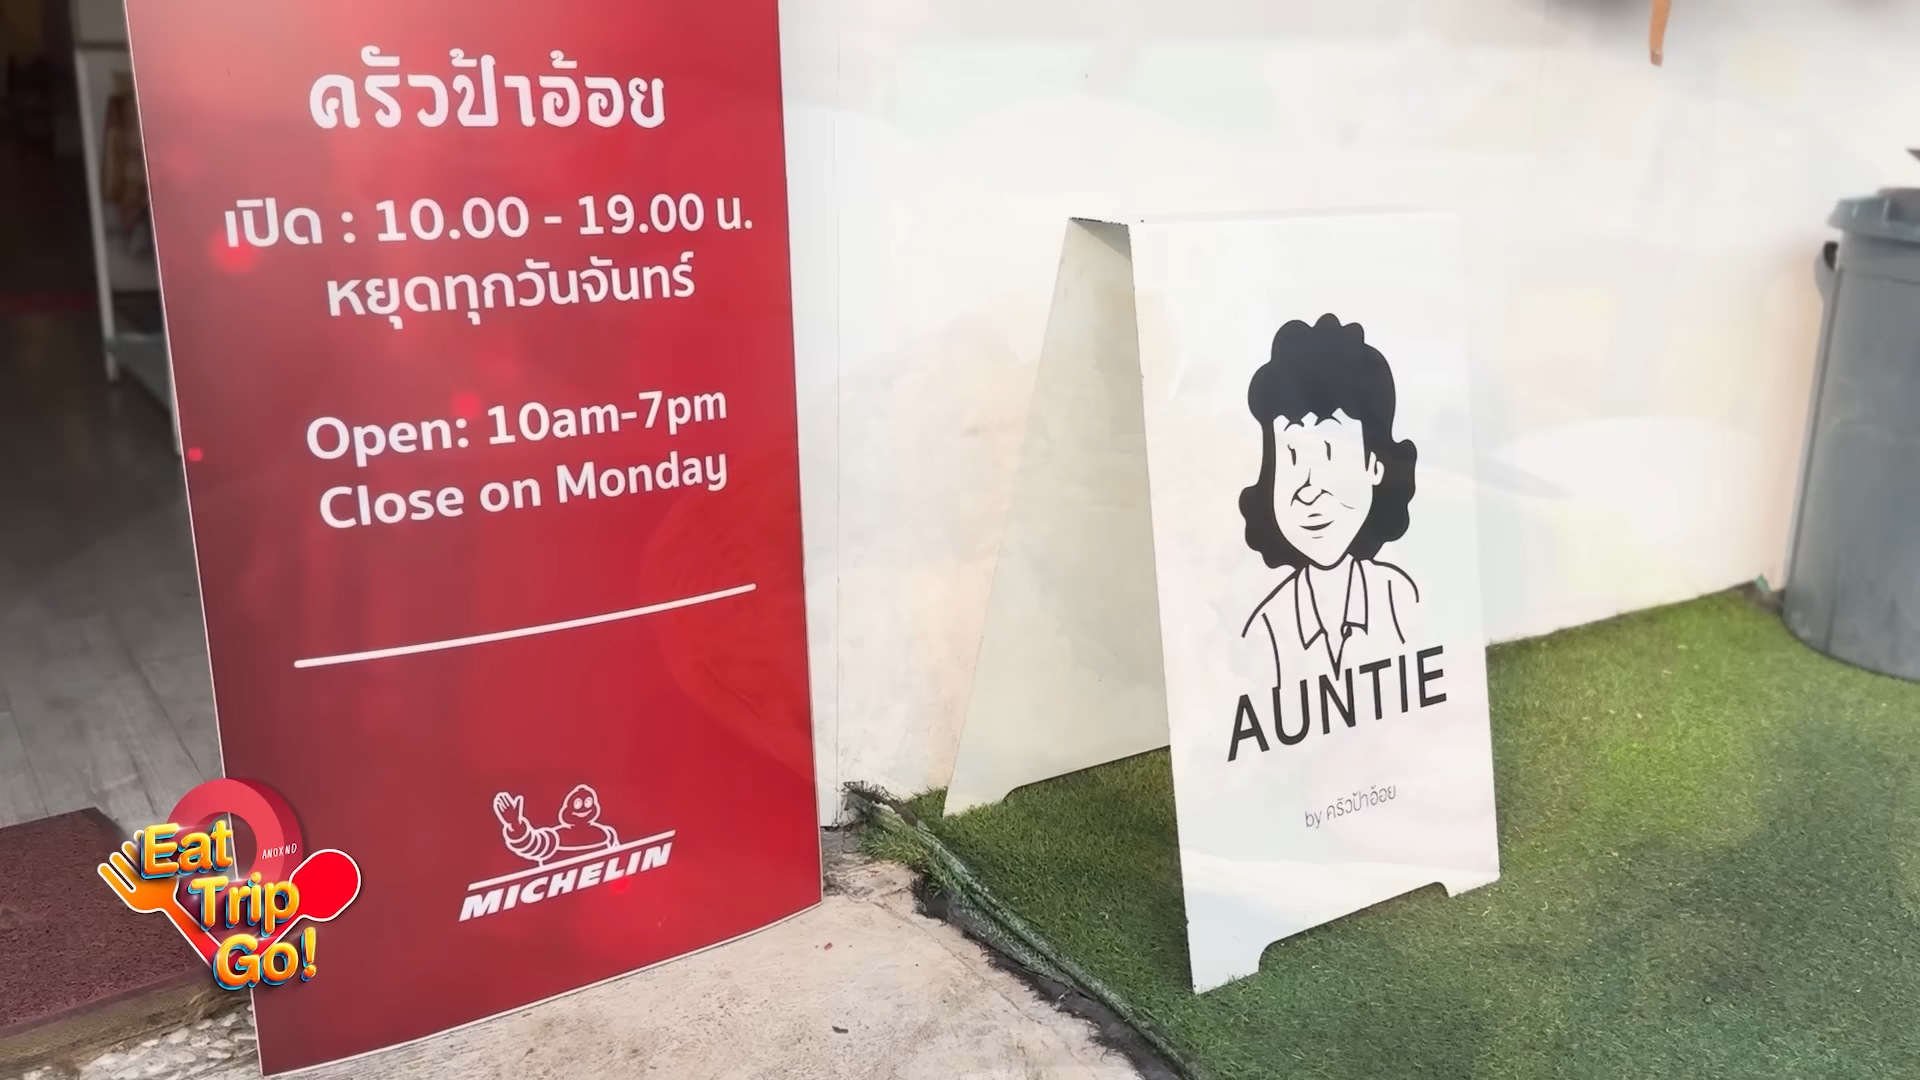 ครัวป้าอ้อย
เปิด : 10.00 - 19.00 น.
หยุดทุกวันจันทร์
Open: 10am-7pm
Close on Monday
MICHELIN
AUNTIE
by ครัวป้าอ้อย
Eat
ANOXND
Trip
Go!